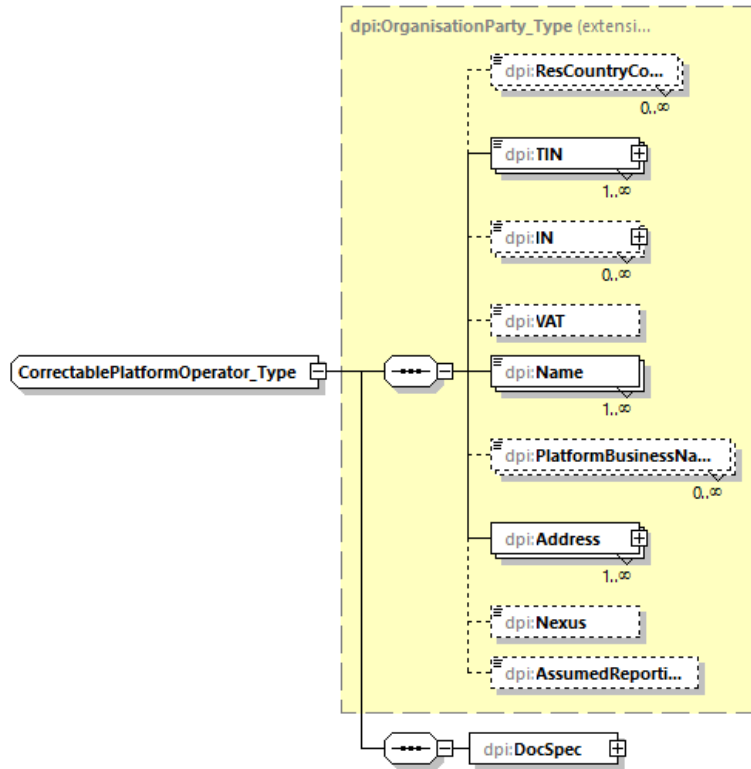 dpi:OrganisationParty_Type (extensi...
dpi:ResCountryCo...
0..∞
dpi:TIN
1..∞
dpi:IN
0..∞
dpi:VAT
CorrectablePlatformOperator_Type
dpi:Name
1..∞
dpi:PlatformBusinessNa...
0..∞
dpi:Address
1..∞
dpi:Nexus
dpi:AssumedReporti...
dpi:DocSpec